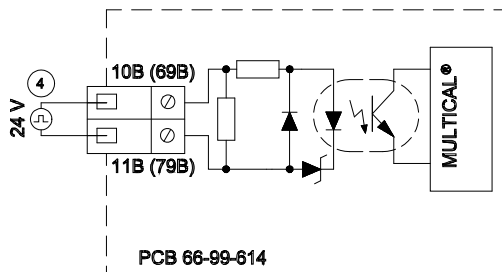 10B (69B)
4
24 V
11B (79B)
MULTICAL®
PCB 66-99-614